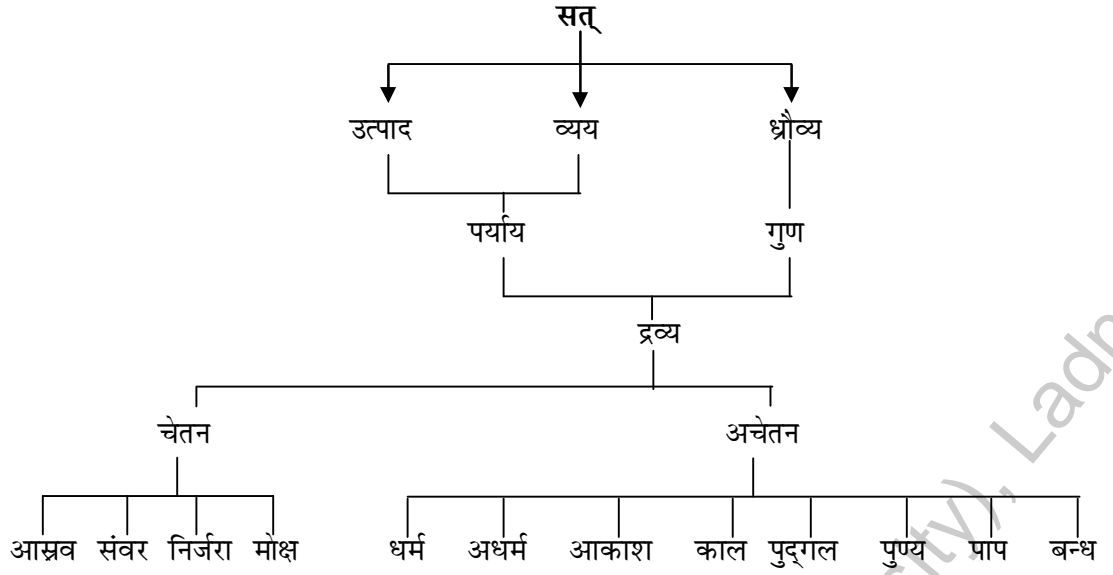 सत्
उत्पाद व्यय ध्रौव्य
पर्याय गुण
द्रव्य
चेतन अचेतन
आस्रव संवर निर्जरा मोक्ष धर्म अधर्म आकाश काल पुद्गल पुण्य पाप बन्ध